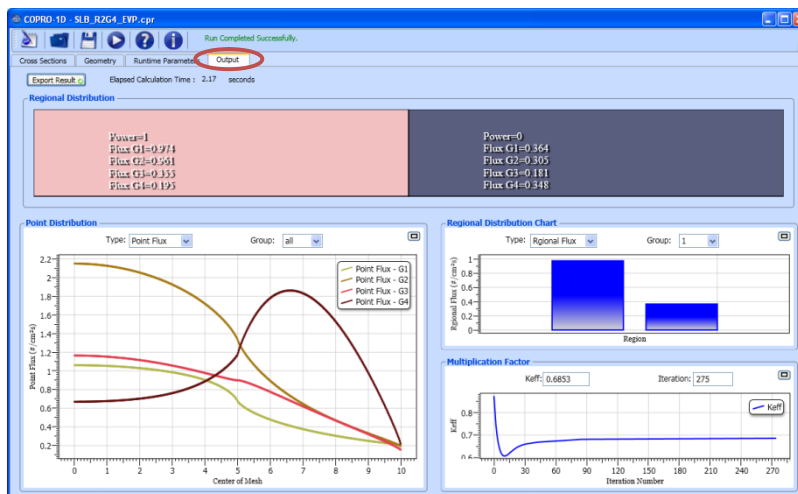 COPRO-1D - SLB_R2G4_EVP.cpr
Run Completed Successfully.
Cross Sections Geometry Runtime Parameters Output
Export Result Elapsed Calculation Time : 2.17 seconds
Regional Distribution
Power=1
Flux G1=0.974
Flux G2=0.961
Flux G3=0.355
Flux G4=0.195
Power=0
Flux G1=0.364
Flux G2=0.305
Flux G3=0.181
Flux G4=0.348
Point Distribution
Type: Point Flux Group: all
Point Flux - G1
Point Flux - G2
Point Flux - G3
Point Flux - G4
Point Flux (#/cm²s)
2.2
2
1.8
1.6
1.4
1.2
1
0.8
0.6
0.4
0.2
0 1 2 3 4 5 6 7 8 9 10
Center of Mesh
Regional Distribution Chart
Type: Rgional Flux Group: 1
Rgional Flux (#/cm²s)
1
0.8
0.6
0.4
0.2
0
Region
Multiplication Factor
Keff: 0.6853 Iteration: 275
Keff
Keff
0.8
0.7
0.6
0 30 60 90 120 150 180 210 240 270
Iteration Number